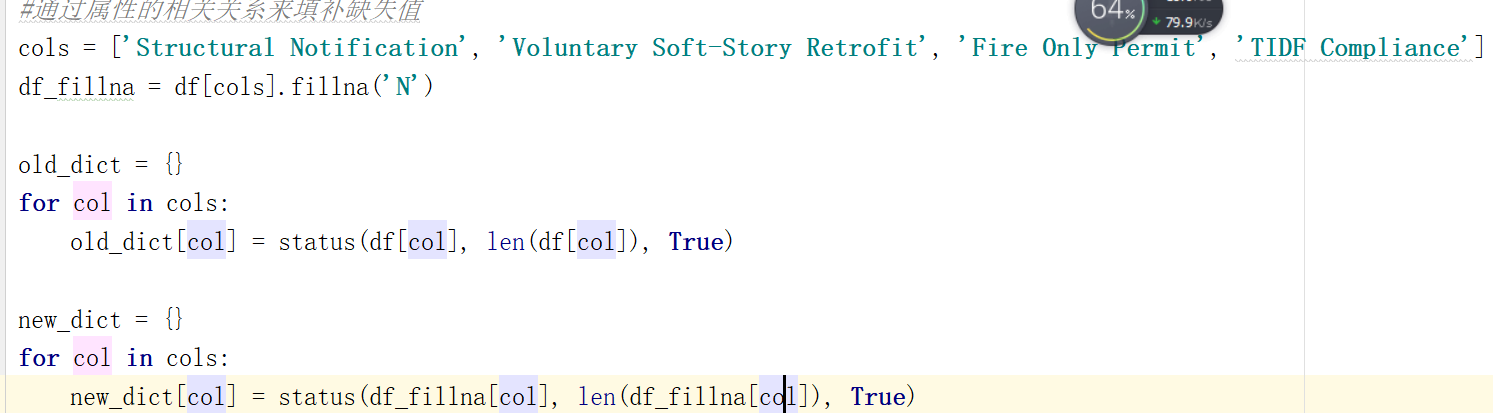 #通过属性的相关关系来填补缺失值
64%
79.9K/s
cols = ['Structural Notification', 'Voluntary Soft-Story Retrofit', 'Fire Only Permit', 'TIDF Compliance']
df_fillna = df[cols].fillna('N')
old_dict = {}
for col in cols:
    old_dict[col] = status(df[col], len(df[col]), True)
new_dict = {}
for col in cols:
    new_dict[col] = status(df_fillna[col], len(df_fillna[col]), True)